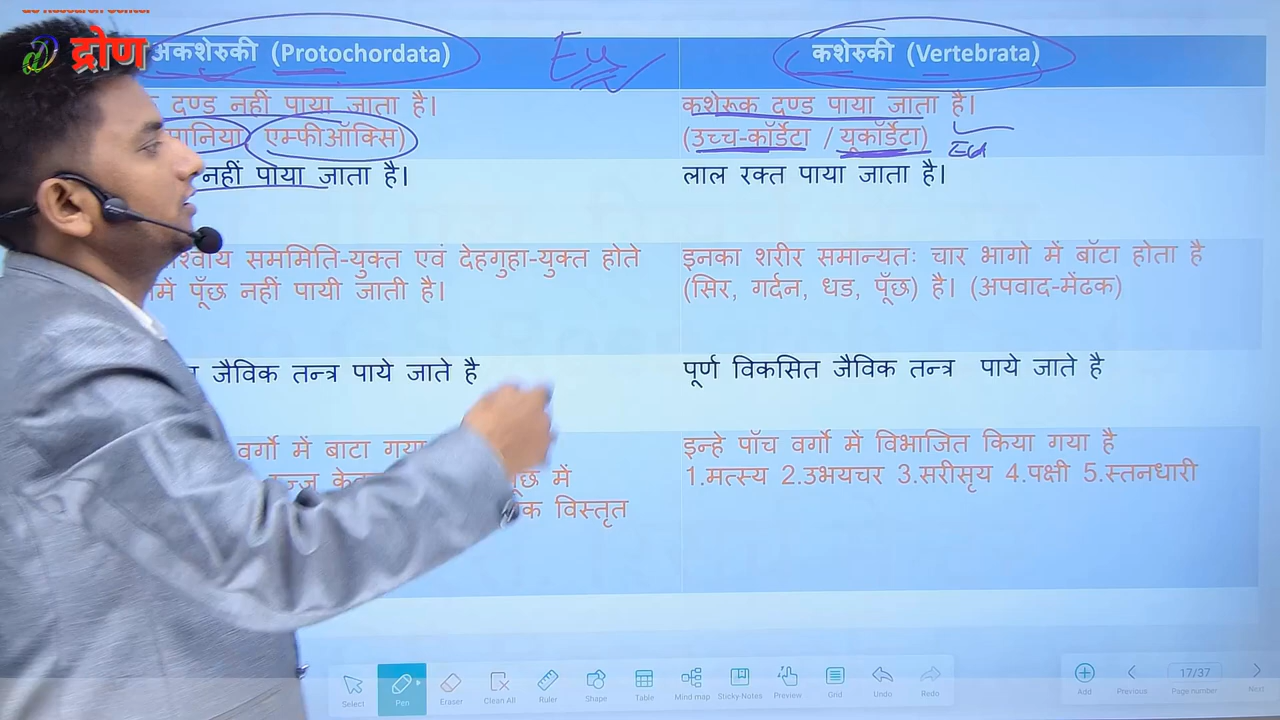 द्रोण
अकशेरुकी (Protochordata)
Eu
कशेरुकी (Vertebrata)
दण्ड नहीं पाया जाता है।
कशेरूक दण्ड पाया जाता है।
एम्फीऑक्सि)
(उच्च-कॉर्डेटा / यूकॉर्डेटा)
Eu
नहीं पाया जाता है।
लाल रक्त पाया जाता है।
सममिति-युक्त एवं देहगुहा-युक्त होते
इनका शरीर समान्यतः चार भागो में बॉटा होता है
पूँछ नहीं पायी जाती है।
(सिर, गर्दन, धड, पूँछ) है। (अपवाद-मेंढक)
जैविक तन्त्र पाये जाते है
पूर्ण विकसित जैविक तन्त्र पाये जाते है
वर्गो में बाटा गया
इन्हे पॉच वर्गो में विभाजित किया गया है
में
1.मत्स्य 2.उभयचर 3.सरीसृय 4.पक्षी 5.स्तनधारी
विस्तृत
Select Pen Eraser Clean All Ruler Shape Table Mind-map Sticky-Notes Preview Grid Undo Redo Add Previous 17/37 Page number Next